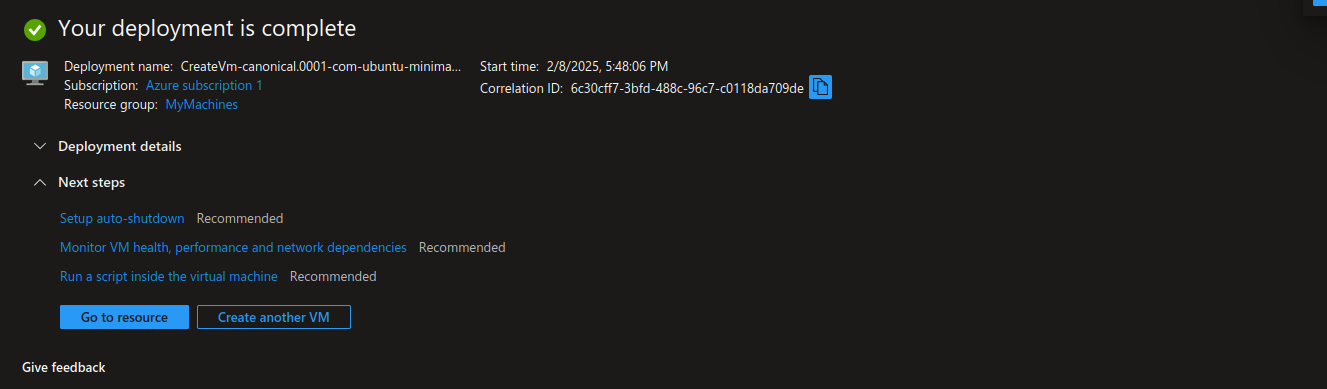 Your deployment is complete
Deployment name: CreateVm-canonical.0001-com-ubuntu-minima...
Start time: 2/8/2025, 5:48:06 PM
Subscription: Azure subscription 1
Correlation ID: 6c30cff7-3bfd-488c-96c7-c0118da709de
Resource group: MyMachines
Deployment details
Next steps
Setup auto-shutdown Recommended
Monitor VM health, performance and network dependencies Recommended
Run a script inside the virtual machine Recommended
Go to resource
Create another VM
Give feedback